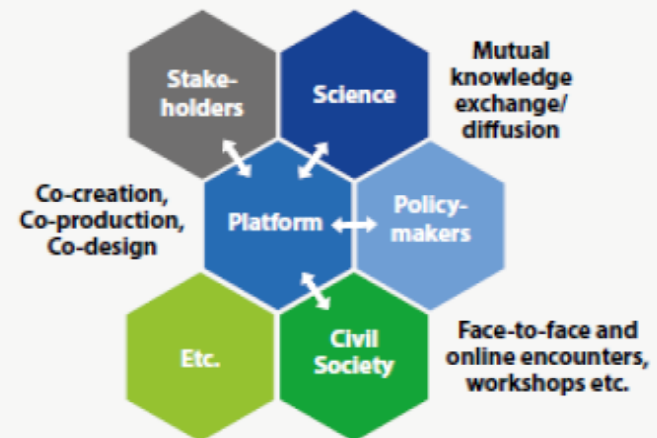 Stake-
holders
Science
Mutual
knowledge
exchange/
diffusion
Co-creation,
Co-production,
Co-design
Platform
Policy-
makers
Etc.
Civil
Society
Face-to-face and
online encounters,
workshops etc.